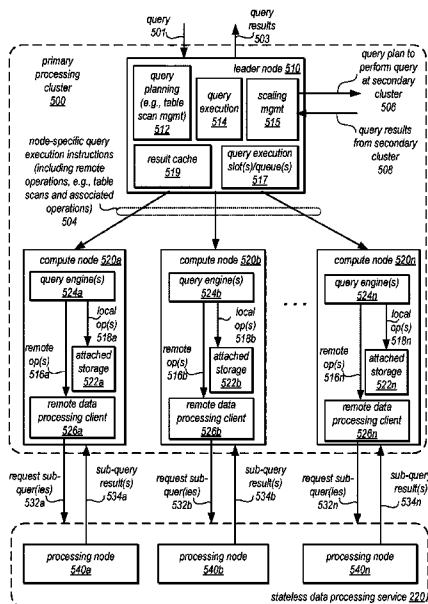 query
501
query
results
503
primary
processing
cluster
500
leader node 510
query
planning
(e.g., table
scan mgmt)
512
query
execution
514
scaling
mgmt
515
result cache
519
query execution
slot(s)/queue(s)
517
query plan to
perform query
at secondary
cluster
506
query results
from secondary
cluster
508
node-specific query
execution instructions
(including remote
operations, e.g., table
scans and associated
operations)
504
compute node 520a
query engine(s)
524a
local
op(s)
518a
remote
op(s)
516a
attached
storage
522a
remote data
processing client
526a
compute node 520b
query engine(s)
524b
local
op(s)
518b
remote
op(s)
516b
attached
storage
522b
remote data
processing client
526b
. . .
compute node 520n
query engine(s)
524n
local
op(s)
518n
remote
op(s)
516n
attached
storage
522n
remote data
processing client
526n
request sub-
quer(ies)
532a
sub-query
result(s)
534a
request sub-
quer(ies)
532b
sub-query
result(s)
534b
request sub-
quer(ies)
532n
sub-query
result(s)
534n
processing node
540a
processing node
540b
processing node
540n
stateless data processing service 220